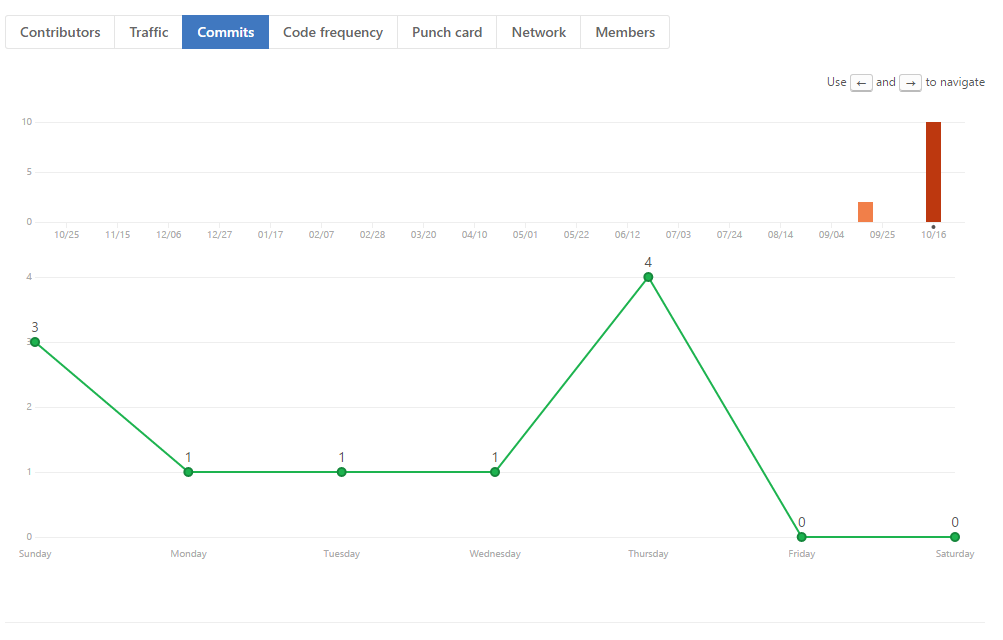 Contributors Traffic Commits Code frequency Punch card Network Members
Use ← and → to navigate
10
5
0
10/25 11/15 12/06 12/27 01/17 02/07 02/28 03/20 04/10 05/01 05/22 06/12 07/03 07/24 08/14 09/04 09/25 10/16
4
4
3
3
2
1 1 1
1
0 0
0
Sunday Monday Tuesday Wednesday Thursday Friday Saturday